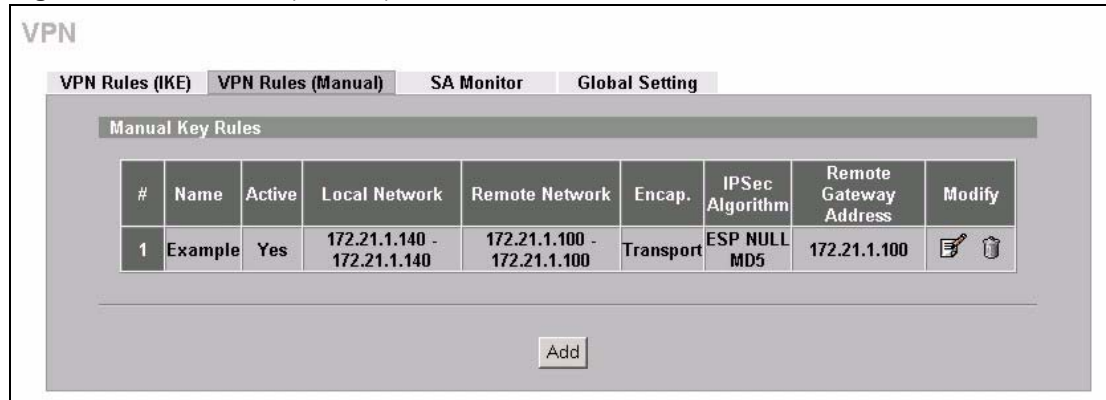 VPN
VPN Rules (IKE) VPN Rules (Manual) SA Monitor Global Setting
Manual Key Rules
# Name Active Local Network Remote Network Encap. IPSec Algorithm Remote Gateway Address Modify
1 Example Yes 172.21.1.140 - 172.21.1.140 172.21.1.100 - 172.21.1.100 Transport ESP NULL MD5 172.21.1.100
Add